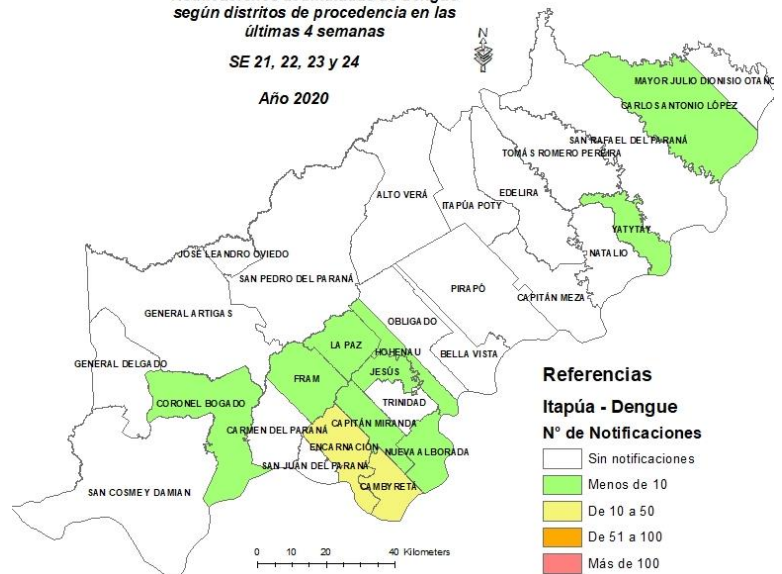 según distritos de procedencia en las
últimas 4 semanas
SE 21, 22, 23 y 24
Año 2020
N
MAYOR JULIO DIONISIO OTAÑO
CARLOS ANTONIO LÓPEZ
SAN RAFAEL DEL PARANÁ
TOMÁS ROMERO PEREIRA
ALTO VERÁ
EDELIRA
ITAPÚA POTY
YATYTAY
NATALIO
JOSÉ LEANDRO OVIEDO
SAN PEDRO DEL PARANÁ
PIRAPÓ
CAPITÁN MEZA
GENERAL ARTIGAS
OBLIGADO
LA PAZ
HOHENAU
BELLA VISTA
GENERAL DELGADO
JESÚS
FRAM
CORONEL BOGADO
TRINIDAD
CAPITÁN MIRANDA
CARMEN DEL PARANÁ
ENCARNACIÓN
NUEVA ALBORADA
SAN JUAN DEL PARANÁ
CAMBYRETÁ
SAN COSME Y DAMIAN
Referencias
Itapúa - Dengue
N° de Notificaciones
Sin notificaciones
Menos de 10
De 10 a 50
De 51 a 100
Más de 100
0 10 20 40 Kilometers